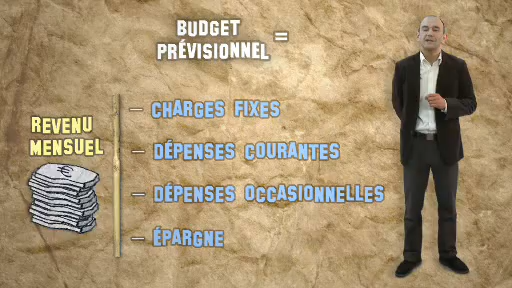 BUDGET
PRÉVISIONNEL =
REVENU
MENSUEL
€
– CHARGES FIXES
– DÉPENSES COURANTES
– DÉPENSES OCCASIONNELLES
– ÉPARGNE